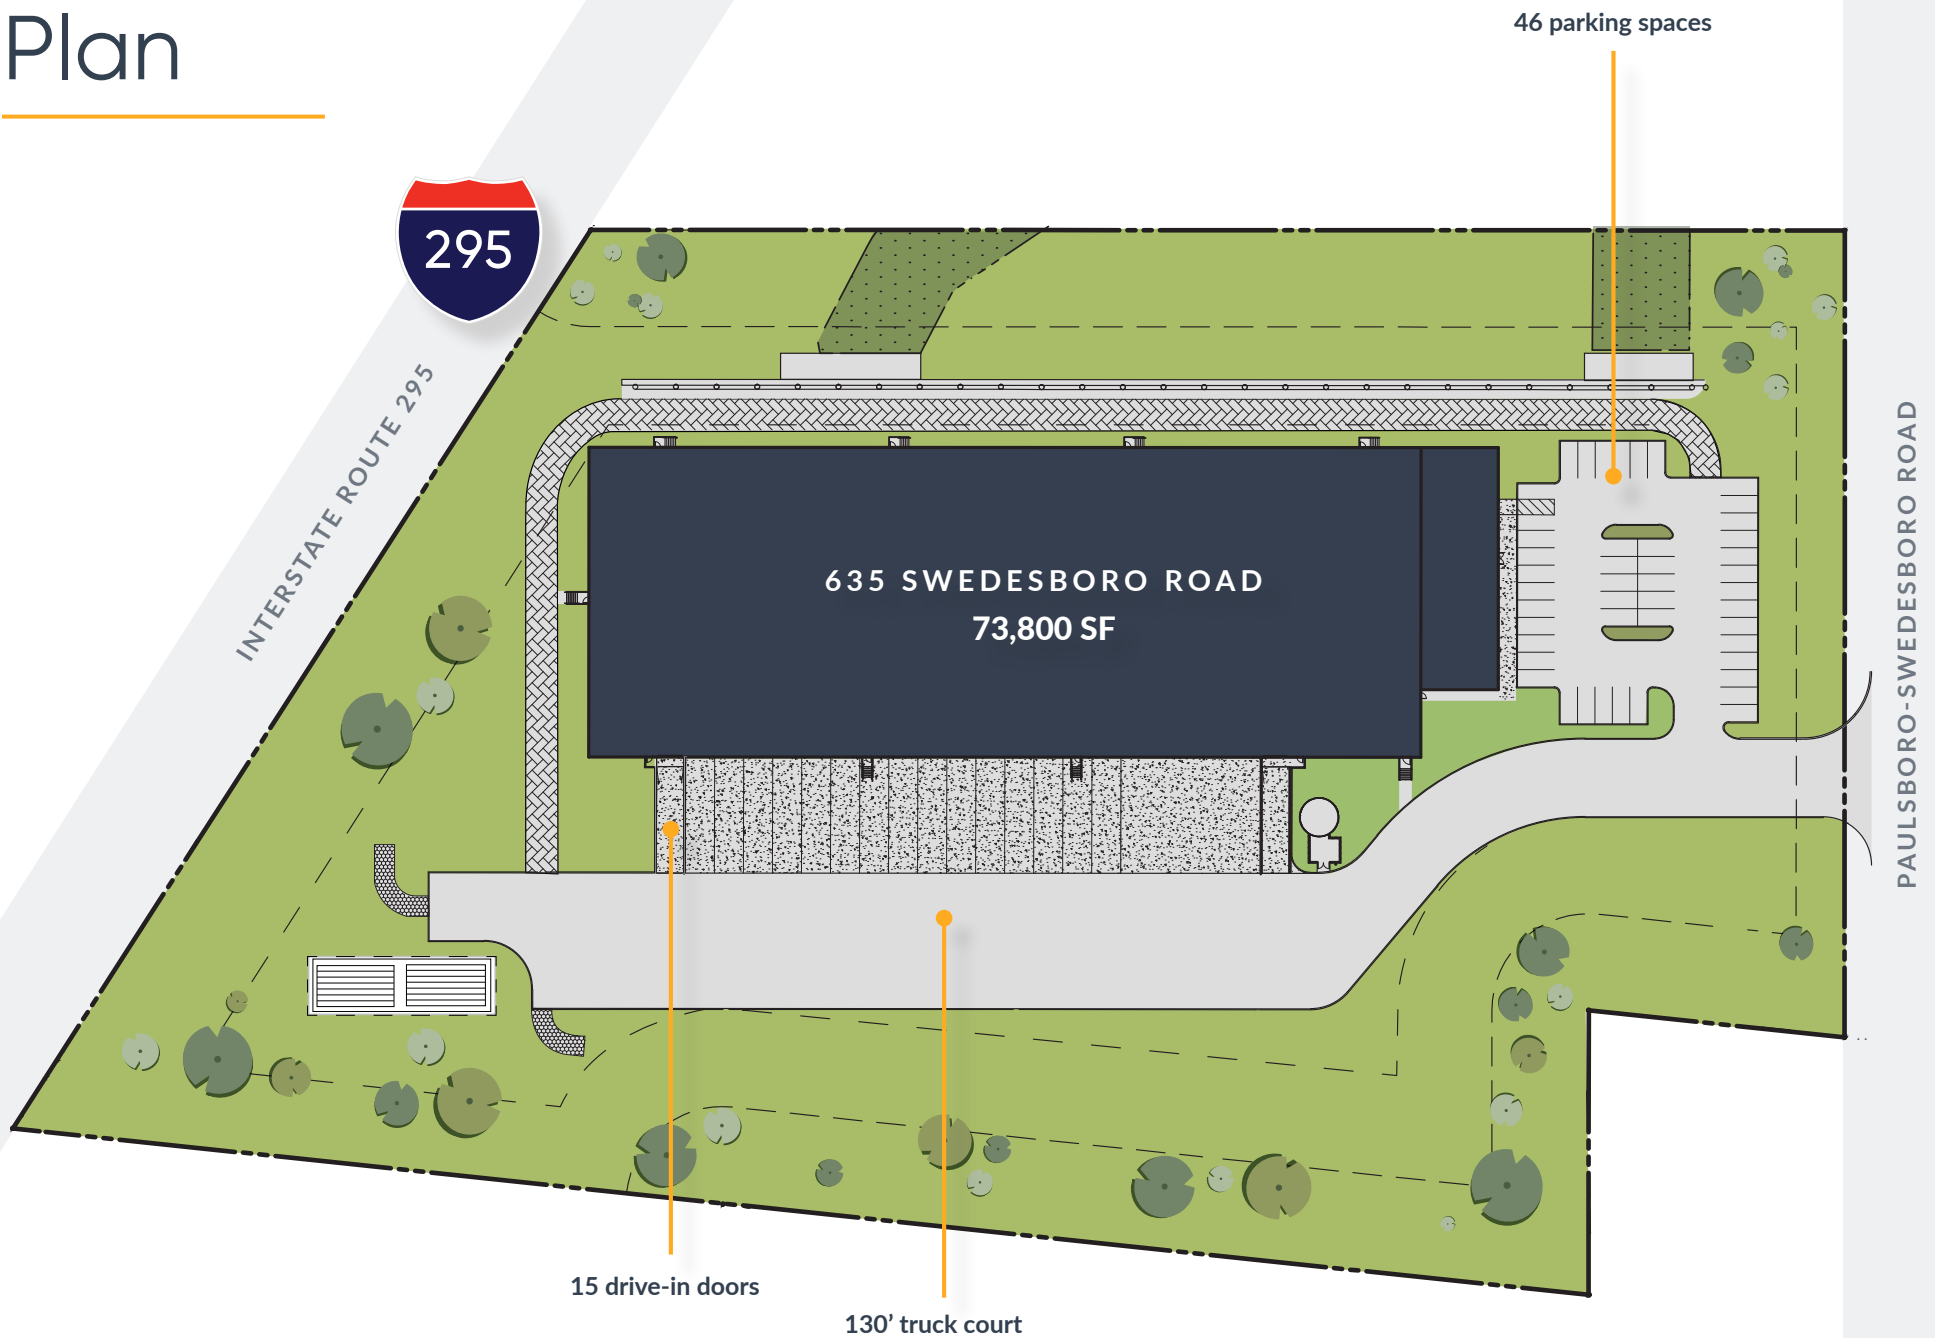 Plan
46 parking spaces
295
INTERSTATE ROUTE 295
635 SWEDESBORO ROAD
73,800 SF
PAULSBORO-SWEDESBORO ROAD
15 drive-in doors
130’ truck court